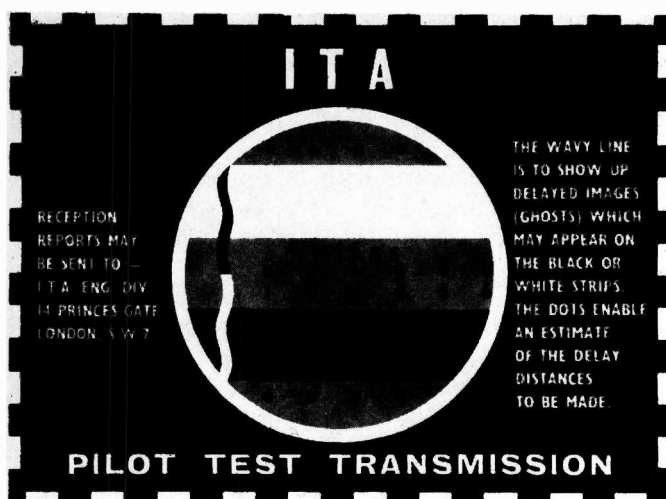 ITA
RECEPTION
REPORTS MAY
BE SENT TO —
I.T.A. ENG. DIV.
14 PRINCES GATE
LONDON. S.W.7.
THE WAVY LINE
IS TO SHOW UP
DELAYED IMAGES
(GHOSTS) WHICH
MAY APPEAR ON
THE BLACK OR
WHITE STRIPS.
THE DOTS ENABLE
AN ESTIMATE
OF THE DELAY
DISTANCES
TO BE MADE.
PILOT TEST TRANSMISSION